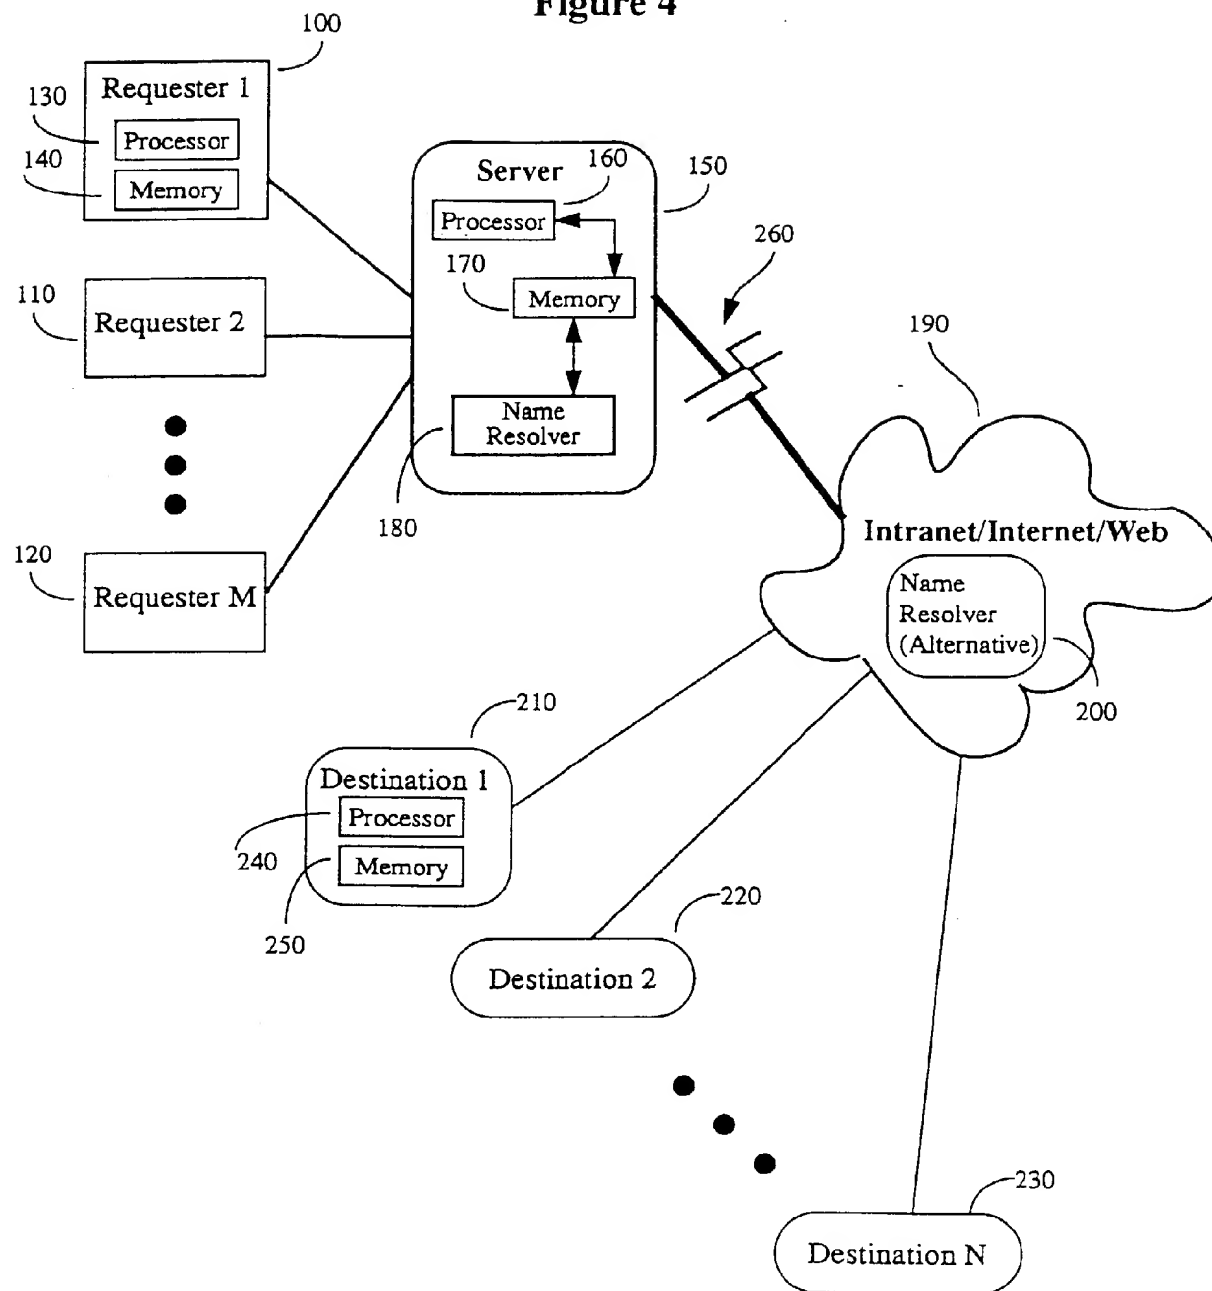 Figure 4
100
Requester 1
130
Processor
140
Memory
Server
160
150
Processor
260
170
Memory
110
Requester 2
190
Name
Resolver
180
Intranet/Internet/Web
120
Requester M
Name
Resolver
(Alternative)
200
210
Destination 1
Processor
240
Memory
250
220
Destination 2
230
Destination N